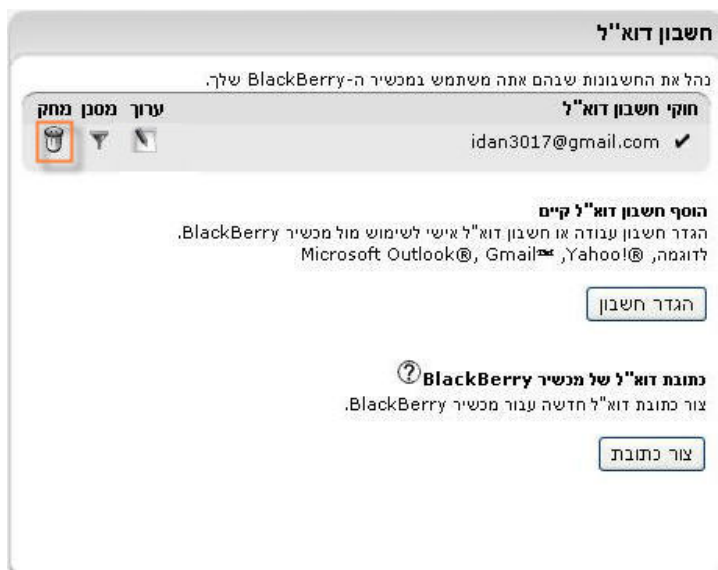 חשבון דוא''ל
נהל את החשבונות שבהם אתה משתמש במכשיר ה-BlackBerry שלך.
חוקי חשבון דוא''ל ערוך מסנן מחק
idan3017@gmail.com
הוסף חשבון דוא''ל קיים
הגדר חשבון עבודה או חשבון דוא"ל אישי לשימוש מול מכשיר BlackBerry.
לדוגמה, Yahoo!®, Gmail™, Microsoft Outlook®
הגדר חשבון
כתובת דוא''ל של מכשיר BlackBerry
צור כתובת דוא"ל חדשה עבור מכשיר BlackBerry.
צור כתובת